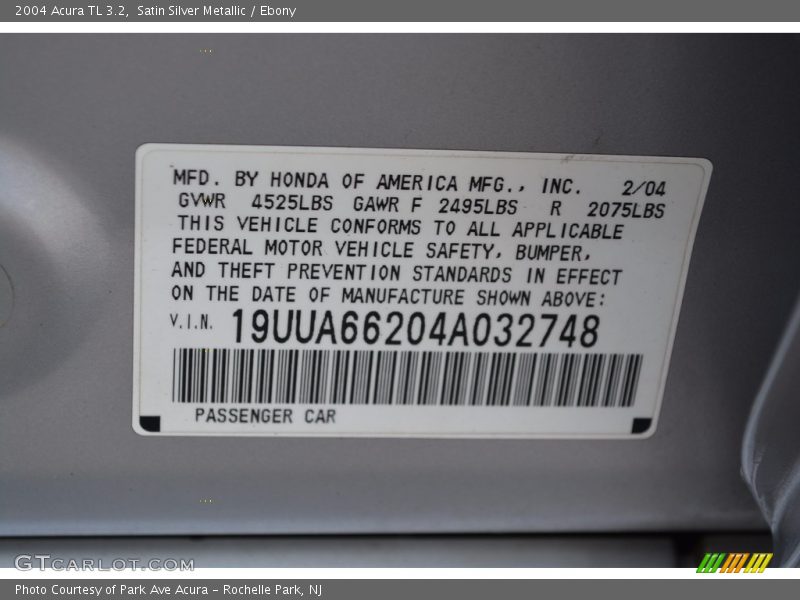 2004 Acura TL 3.2, Satin Silver Metallic / Ebony
MFD. BY HONDA OF AMERICA MFG., INC. 2/04
GVWR 4525LBS GAWR F 2495LBS R 2075LBS
THIS VEHICLE CONFORMS TO ALL APPLICABLE
FEDERAL MOTOR VEHICLE SAFETY, BUMPER,
AND THEFT PREVENTION STANDARDS IN EFFECT
ON THE DATE OF MANUFACTURE SHOWN ABOVE:
V.I.N. 19UUA66204A032748
PASSENGER CAR
GTCARLOT.COM
Photo Courtesy of Park Ave Acura - Rochelle Park, NJ